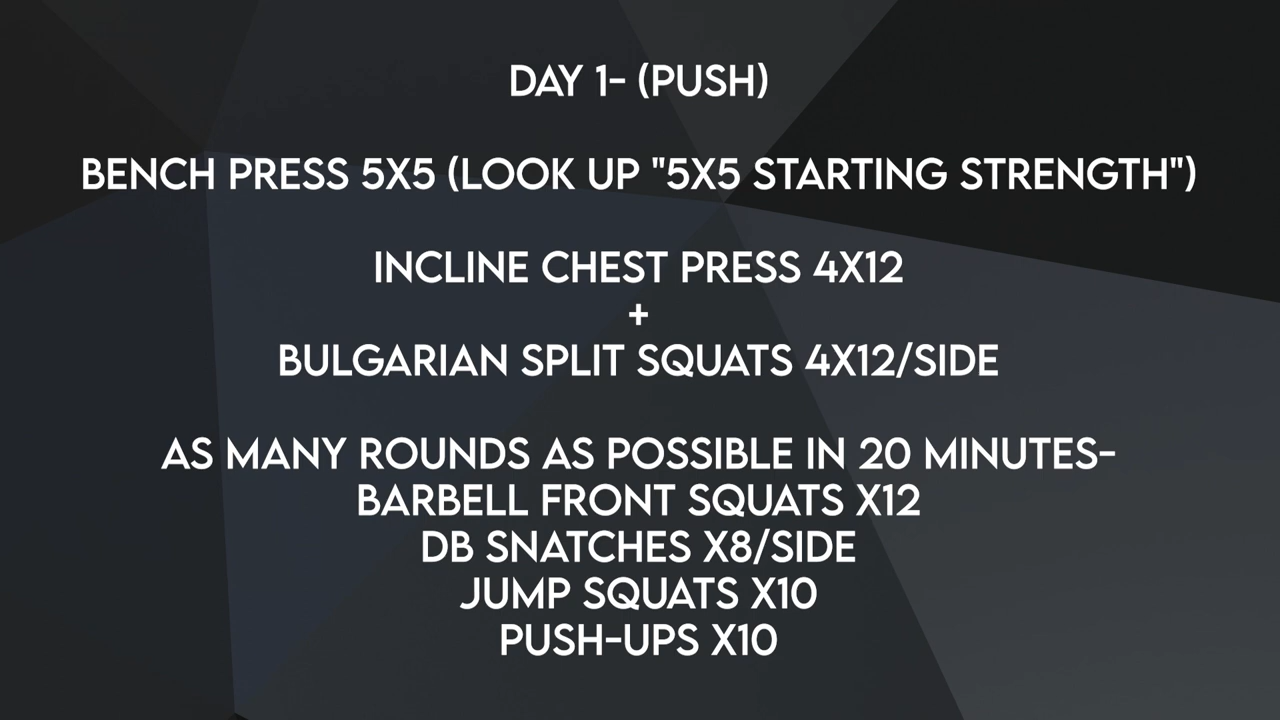 DAY 1- (PUSH)
BENCH PRESS 5X5 (LOOK UP "5X5 STARTING STRENGTH")
INCLINE CHEST PRESS 4X12
+
BULGARIAN SPLIT SQUATS 4X12/SIDE
AS MANY ROUNDS AS POSSIBLE IN 20 MINUTES-
BARBELL FRONT SQUATS X12
DB SNATCHES X8/SIDE
JUMP SQUATS X10
PUSH-UPS X10